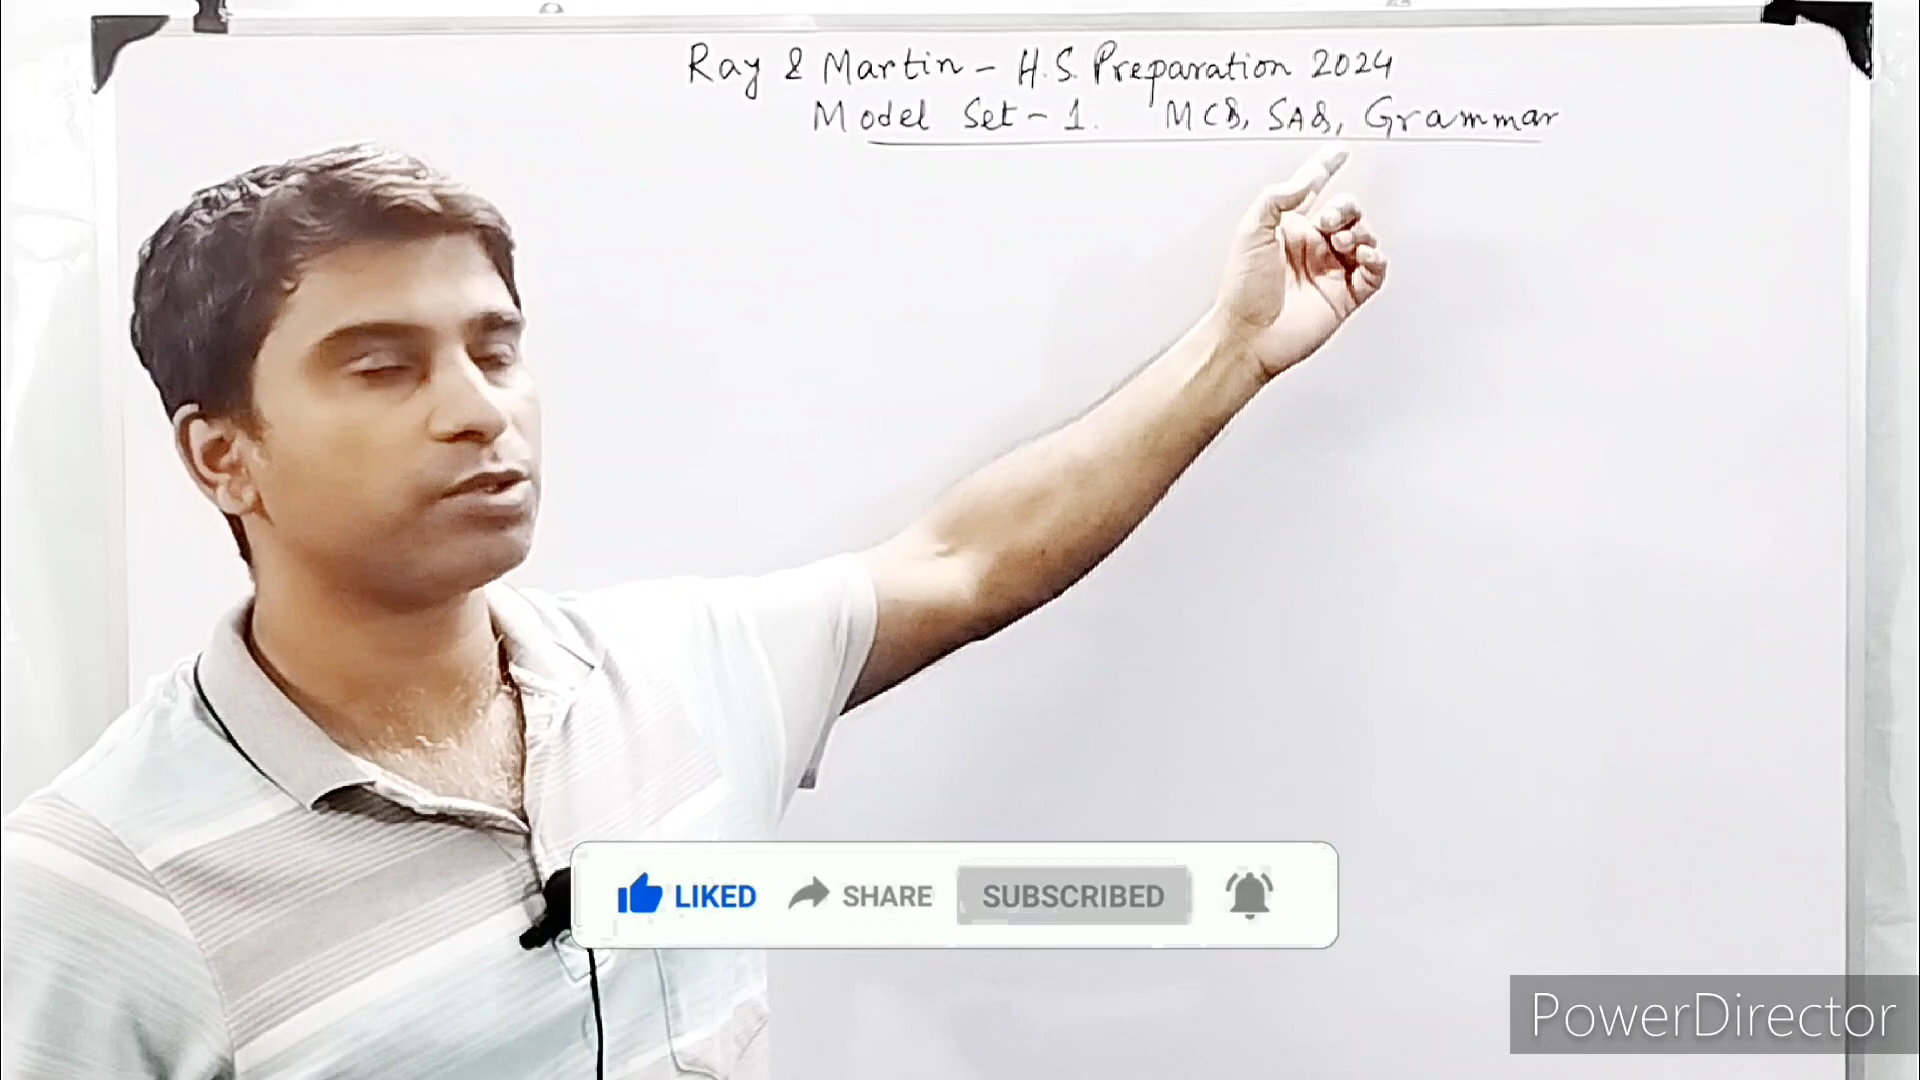 Ray & Martin - H.S. Preparation 2024
Model Set - 1. MCQ, SAQ, Grammar
LIKED SHARE SUBSCRIBED
PowerDirector